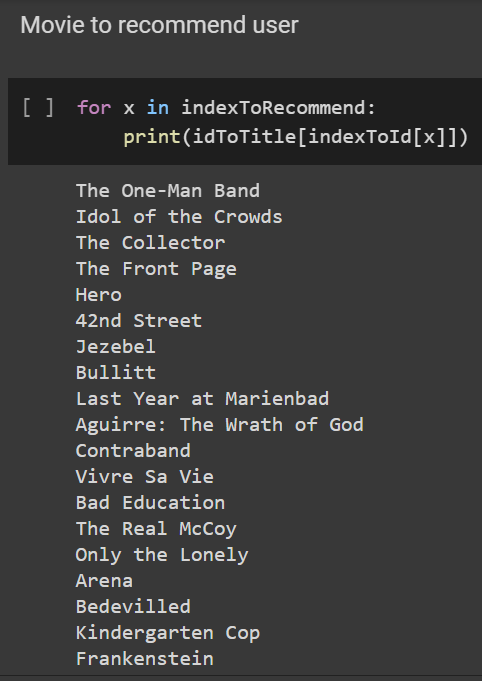 Movie to recommend user
[ ] for x in indexToRecommend:
print(idToTitle[indexToId[x]])
The One-Man Band
Idol of the Crowds
The Collector
The Front Page
Hero
42nd Street
Jezebel
Bullitt
Last Year at Marienbad
Aguirre: The Wrath of God
Contraband
Vivre Sa Vie
Bad Education
The Real McCoy
Only the Lonely
Arena
Bedevilled
Kindergarten Cop
Frankenstein